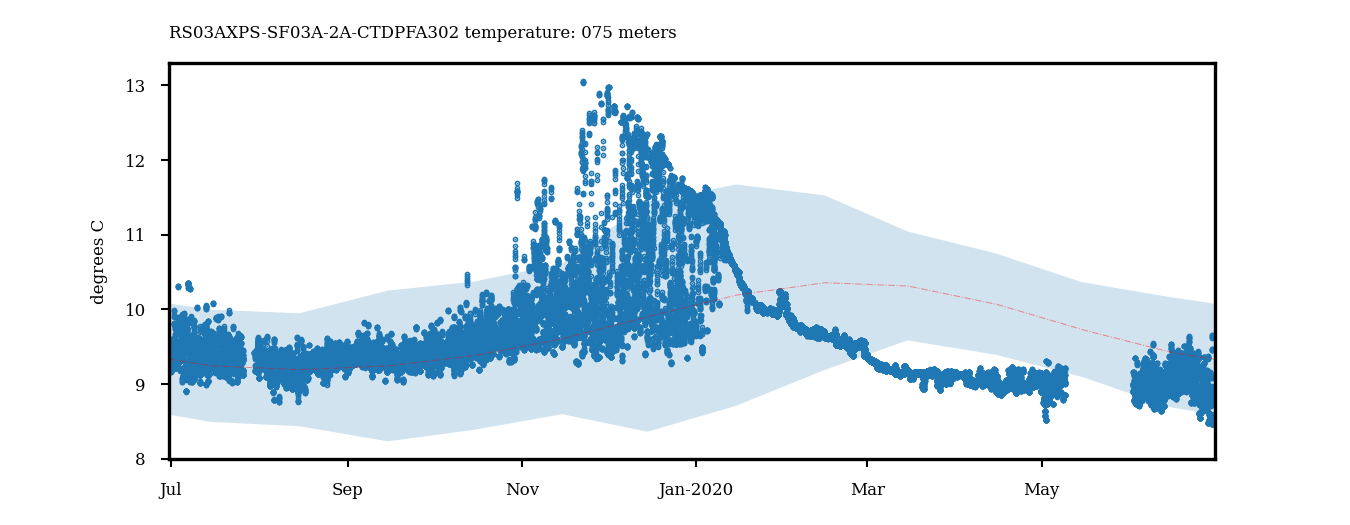 RS03AXPS-SF03A-2A-CTDPFA302 temperature: 075 meters
13
12
11
10
9
8
degrees C
Jul
Sep
Nov
Jan-2020
Mar
May